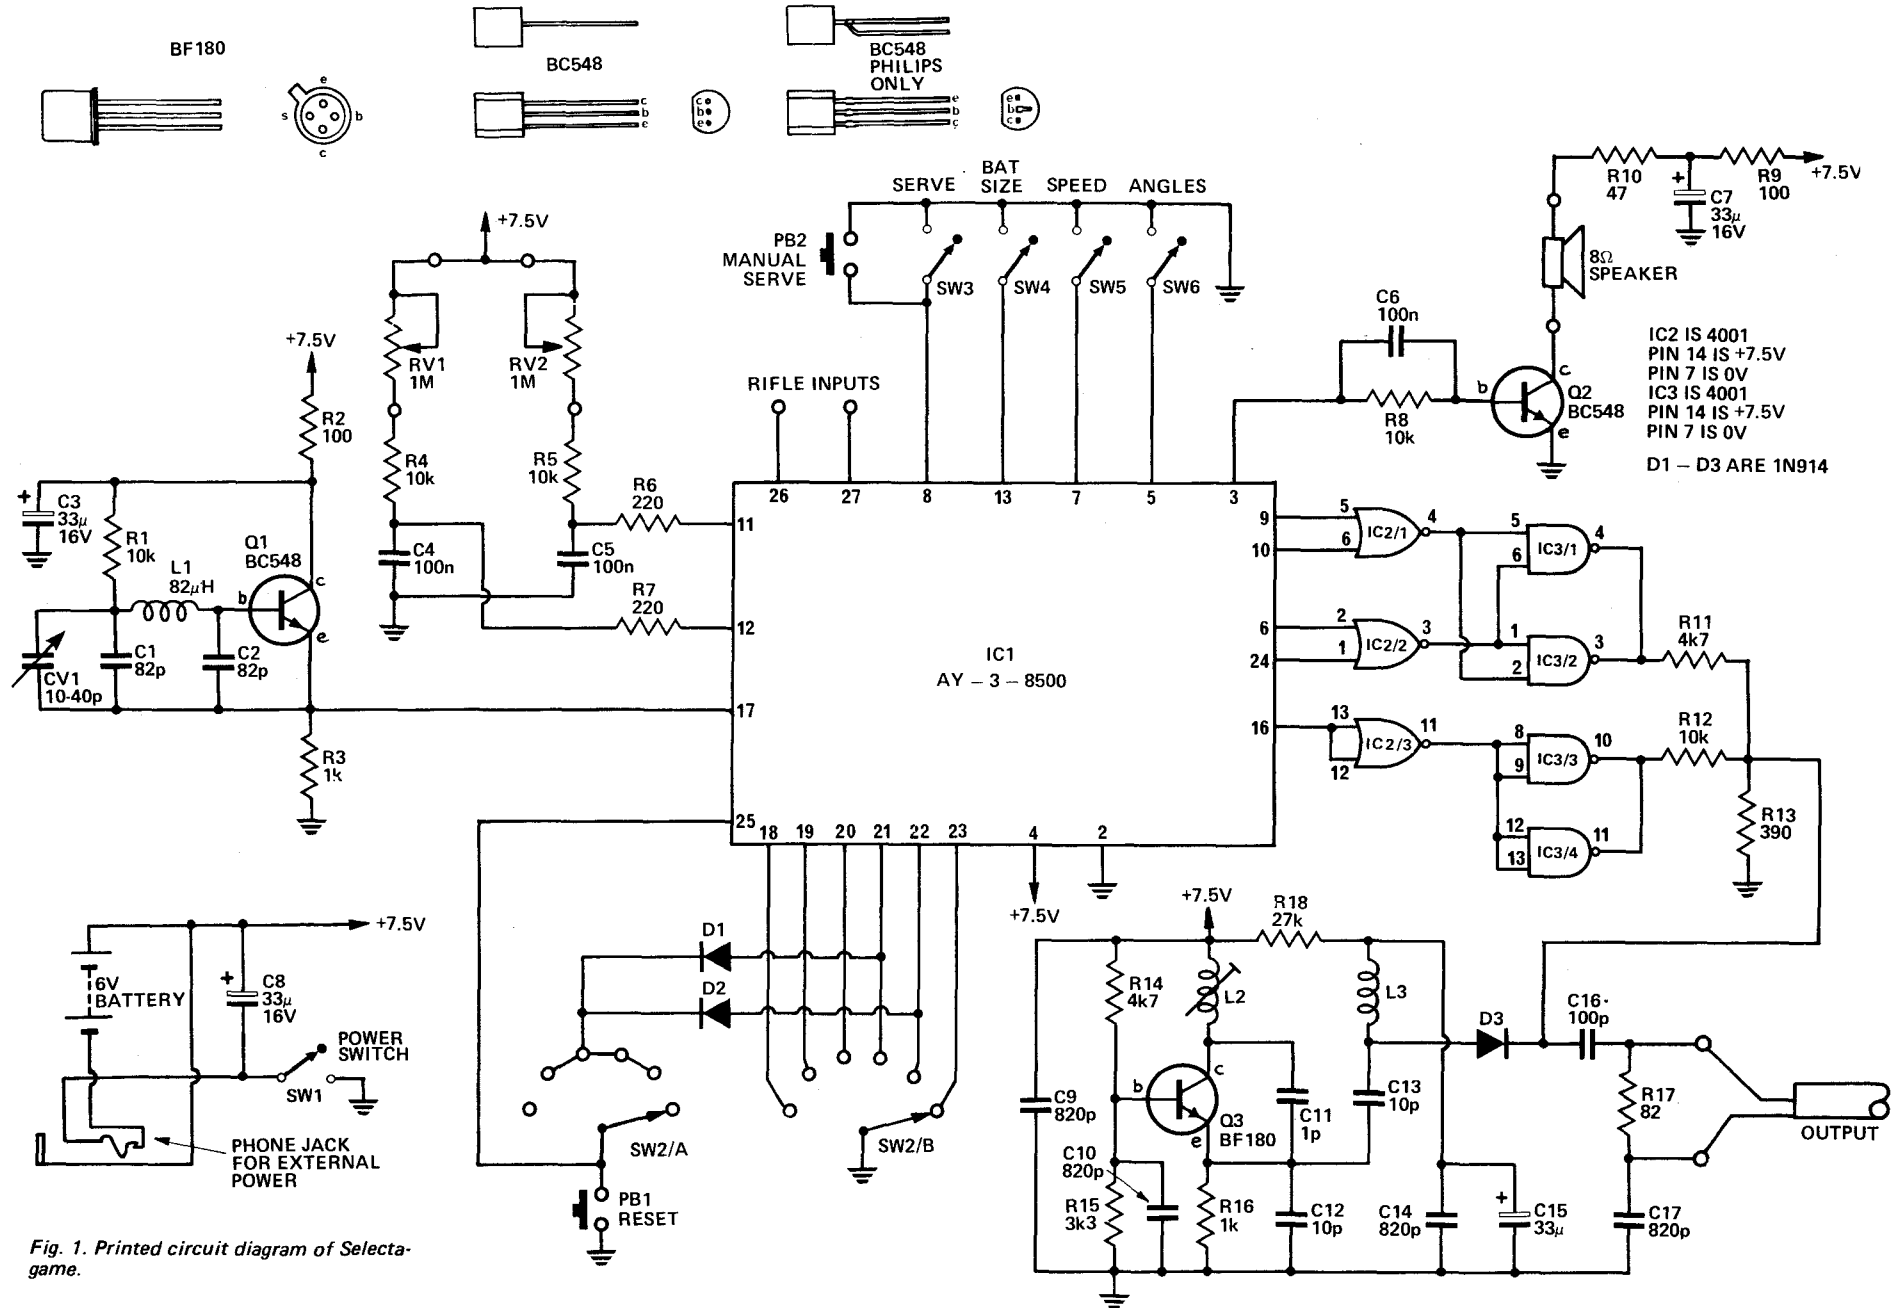 BF180
e
s
b
c
BC548
c
b
e
c
b
e
BC548
PHILIPS
ONLY
e
b
c
e
b
c
+7.5V
RV1
1M
RV2
1M
R4
10k
R5
10k
C4
100n
C5
100n
R6
220
R7
220
+7.5V
R2
100
+
C3
33μ
16V
R1
10k
L1
82μH
Q1
BC548
b
c
e
CV1
10-40p
C1
82p
C2
82p
R3
1k
RIFLE INPUTS
PB2
MANUAL
SERVE
SERVE
BAT
SIZE
SPEED
ANGLES
SW3
SW4
SW5
SW6
26
27
8
13
7
5
3
11
12
17
25
IC1
AY – 3 – 8500
9
10
6
24
16
18
19
20
21
22
23
4
2
+7.5V
C6
100n
R8
10k
b
c
e
Q2
BC548
8Ω
SPEAKER
R10
47
R9
100
+7.5V
+
C7
33μ
16V
IC2 IS 4001
PIN 14 IS +7.5V
PIN 7 IS 0V
IC3 IS 4001
PIN 14 IS +7.5V
PIN 7 IS 0V
D1 – D3 ARE 1N914
5
6
IC2/1
4
5
6
IC3/1
4
2
1
IC2/2
3
1
2
IC3/2
3
13
12
IC2/3
11
8
9
IC3/3
10
12
13
IC3/4
11
R11
4k7
R12
10k
R13
390
6V
BATTERY
+7.5V
+
C8
33μ
16V
POWER
SWITCH
SW1
PHONE JACK
FOR EXTERNAL
POWER
D1
D2
SW2/A
SW2/B
PB1
RESET
+7.5V
R18
27k
R14
4k7
L2
L3
b
c
e
Q3
BF180
C9
820p
C10
820p
R15
3k3
R16
1k
C11
1p
C12
10p
C13
10p
C14
820p
+
C15
33μ
D3
C16
100p
R17
82
C17
820p
OUTPUT
Fig. 1. Printed circuit diagram of Selecta-
game.